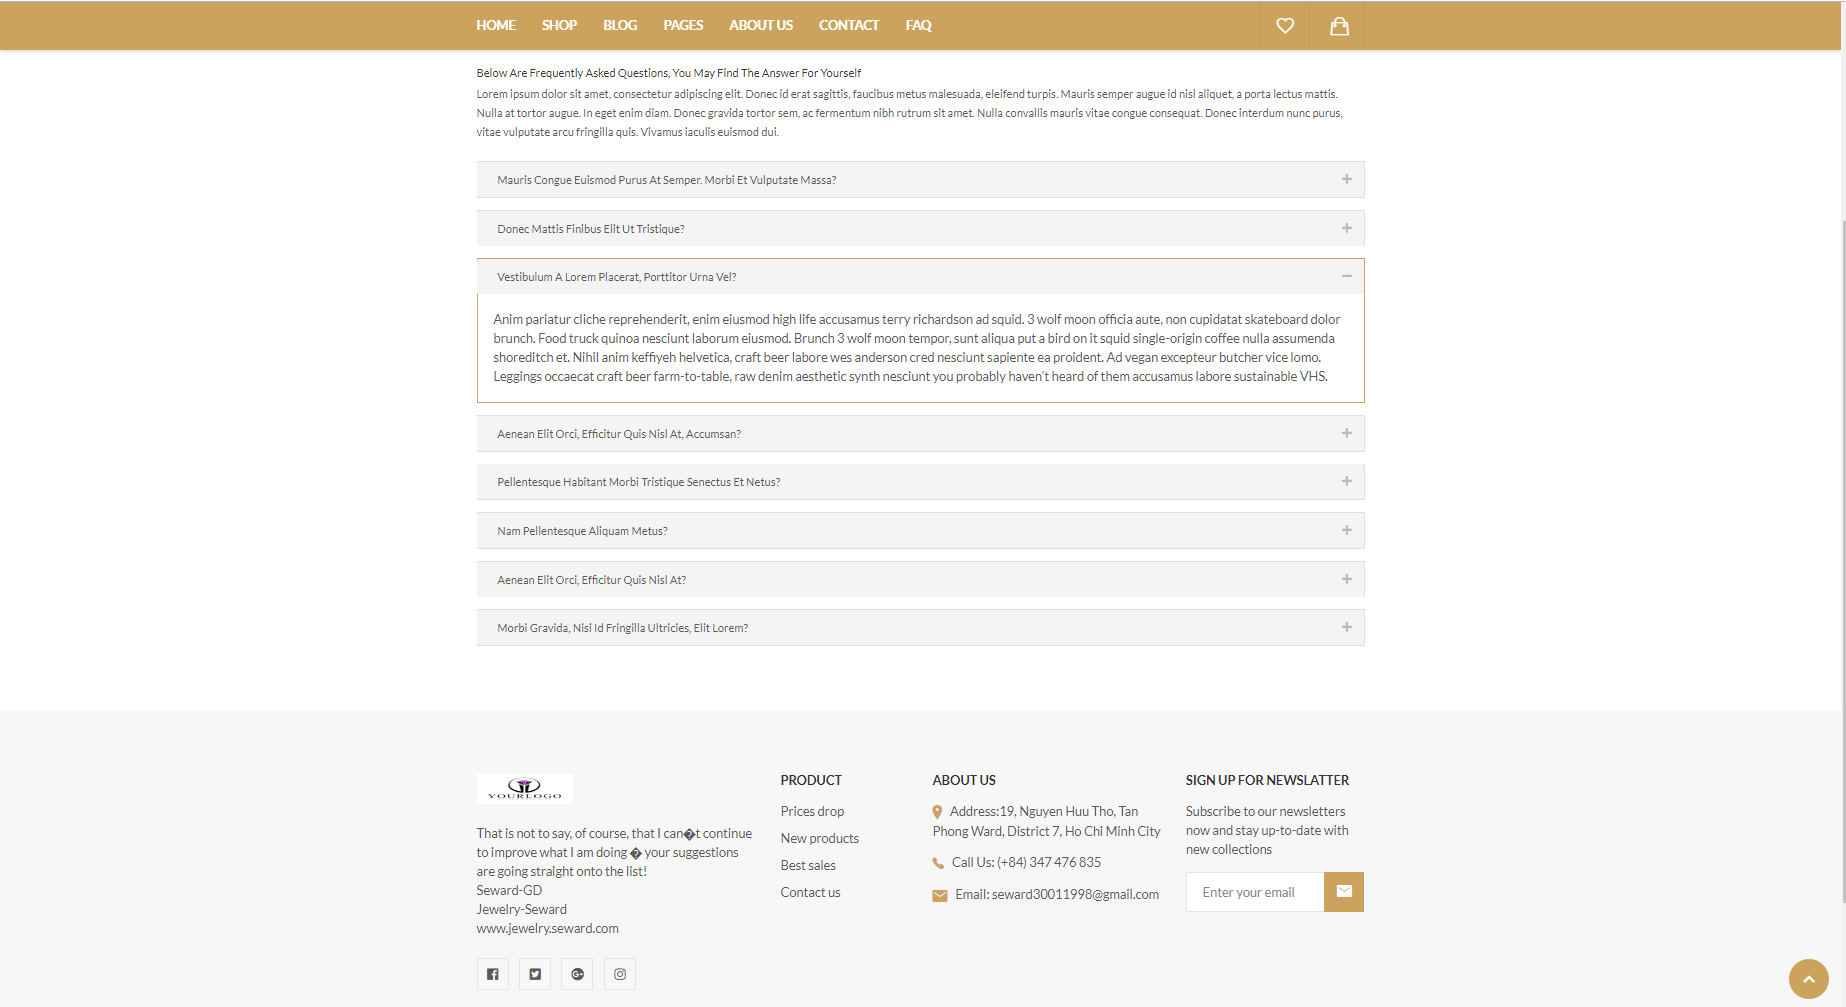 HOME SHOP BLOG PAGES ABOUT US CONTACT FAQ
Below Are Frequently Asked Questions, You May Find The Answer For Yourself
Lorem ipsum dolor sit amet, consectetur adipiscing elit. Donec id erat sagittis, faucibus metus malesuada, eleifend turpis. Mauris semper augue id nisl aliquet, a porta lectus mattis.
Nulla at tortor augue. In eget enim diam. Donec gravida tortor sem, ac fermentum nibh rutrum sit amet. Nulla convallis mauris vitae congue consequat. Donec interdum nunc purus,
vitae vulputate arcu fringilla quis. Vivamus iaculis euismod dui.
Mauris Congue Euismod Purus At Semper. Morbi Et Vulputate Massa?
Donec Mattis Finibus Elit Ut Tristique?
Vestibulum A Lorem Placerat, Porttitor Urna Vel?
Anim pariatur cliche reprehenderit, enim eiusmod high life accusamus terry richardson ad squid. 3 wolf moon officia aute, non cupidatat skateboard dolor
brunch. Food truck quinoa nesciunt laborum eiusmod. Brunch 3 wolf moon tempor, sunt aliqua put a bird on it squid single-origin coffee nulla assumenda
shoreditch et. Nihil anim keffiyeh helvetica, craft beer labore wes anderson cred nesciunt sapiente ea proident. Ad vegan excepteur butcher vice lomo.
Leggings occaecat craft beer farm-to-table, raw denim aesthetic synth nesciunt you probably haven't heard of them accusamus labore sustainable VHS.
Aenean Elit Orci, Efficitur Quis Nisl At, Accumsan?
Pellentesque Habitant Morbi Tristique Senectus Et Netus?
Nam Pellentesque Aliquam Metus?
Aenean Elit Orci, Efficitur Quis Nisl At?
Morbi Gravida, Nisi Id Fringilla Ultricies, Elit Lorem?
YOURLOGO
That is not to say, of course, that I can�t continue
to improve what I am doing � your suggestions
are going straight onto the list!
Seward-GD
Jewelry-Seward
www.jewelry.seward.com
PRODUCT
Prices drop
New products
Best sales
Contact us
ABOUT US
Address:19, Nguyen Huu Tho, Tan
Phong Ward, District 7, Ho Chi Minh City
Call Us: (+84) 347 476 835
Email: seward30011998@gmail.com
SIGN UP FOR NEWSLATTER
Subscribe to our newsletters
now and stay up-to-date with
new collections
Enter your email